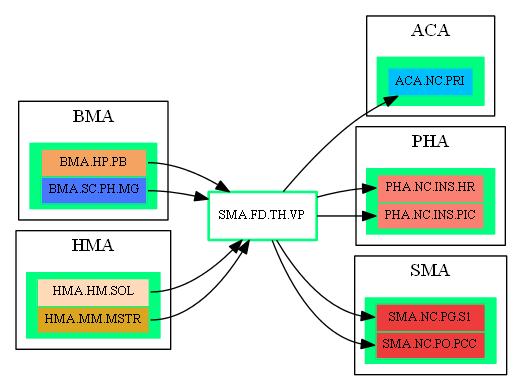 ACA
ACA.NC.PRI
BMA
BMA.HP.PB
BMA.SC.PH.MG
PHA
PHA.NC.INS.HR
PHA.NC.INS.PIC
SMA.FD.TH.VP
HMA
HMA.HM.SOL
HMA.MM.MSTR
SMA
SMA.NC.PG.S1
SMA.NC.PO.PCC